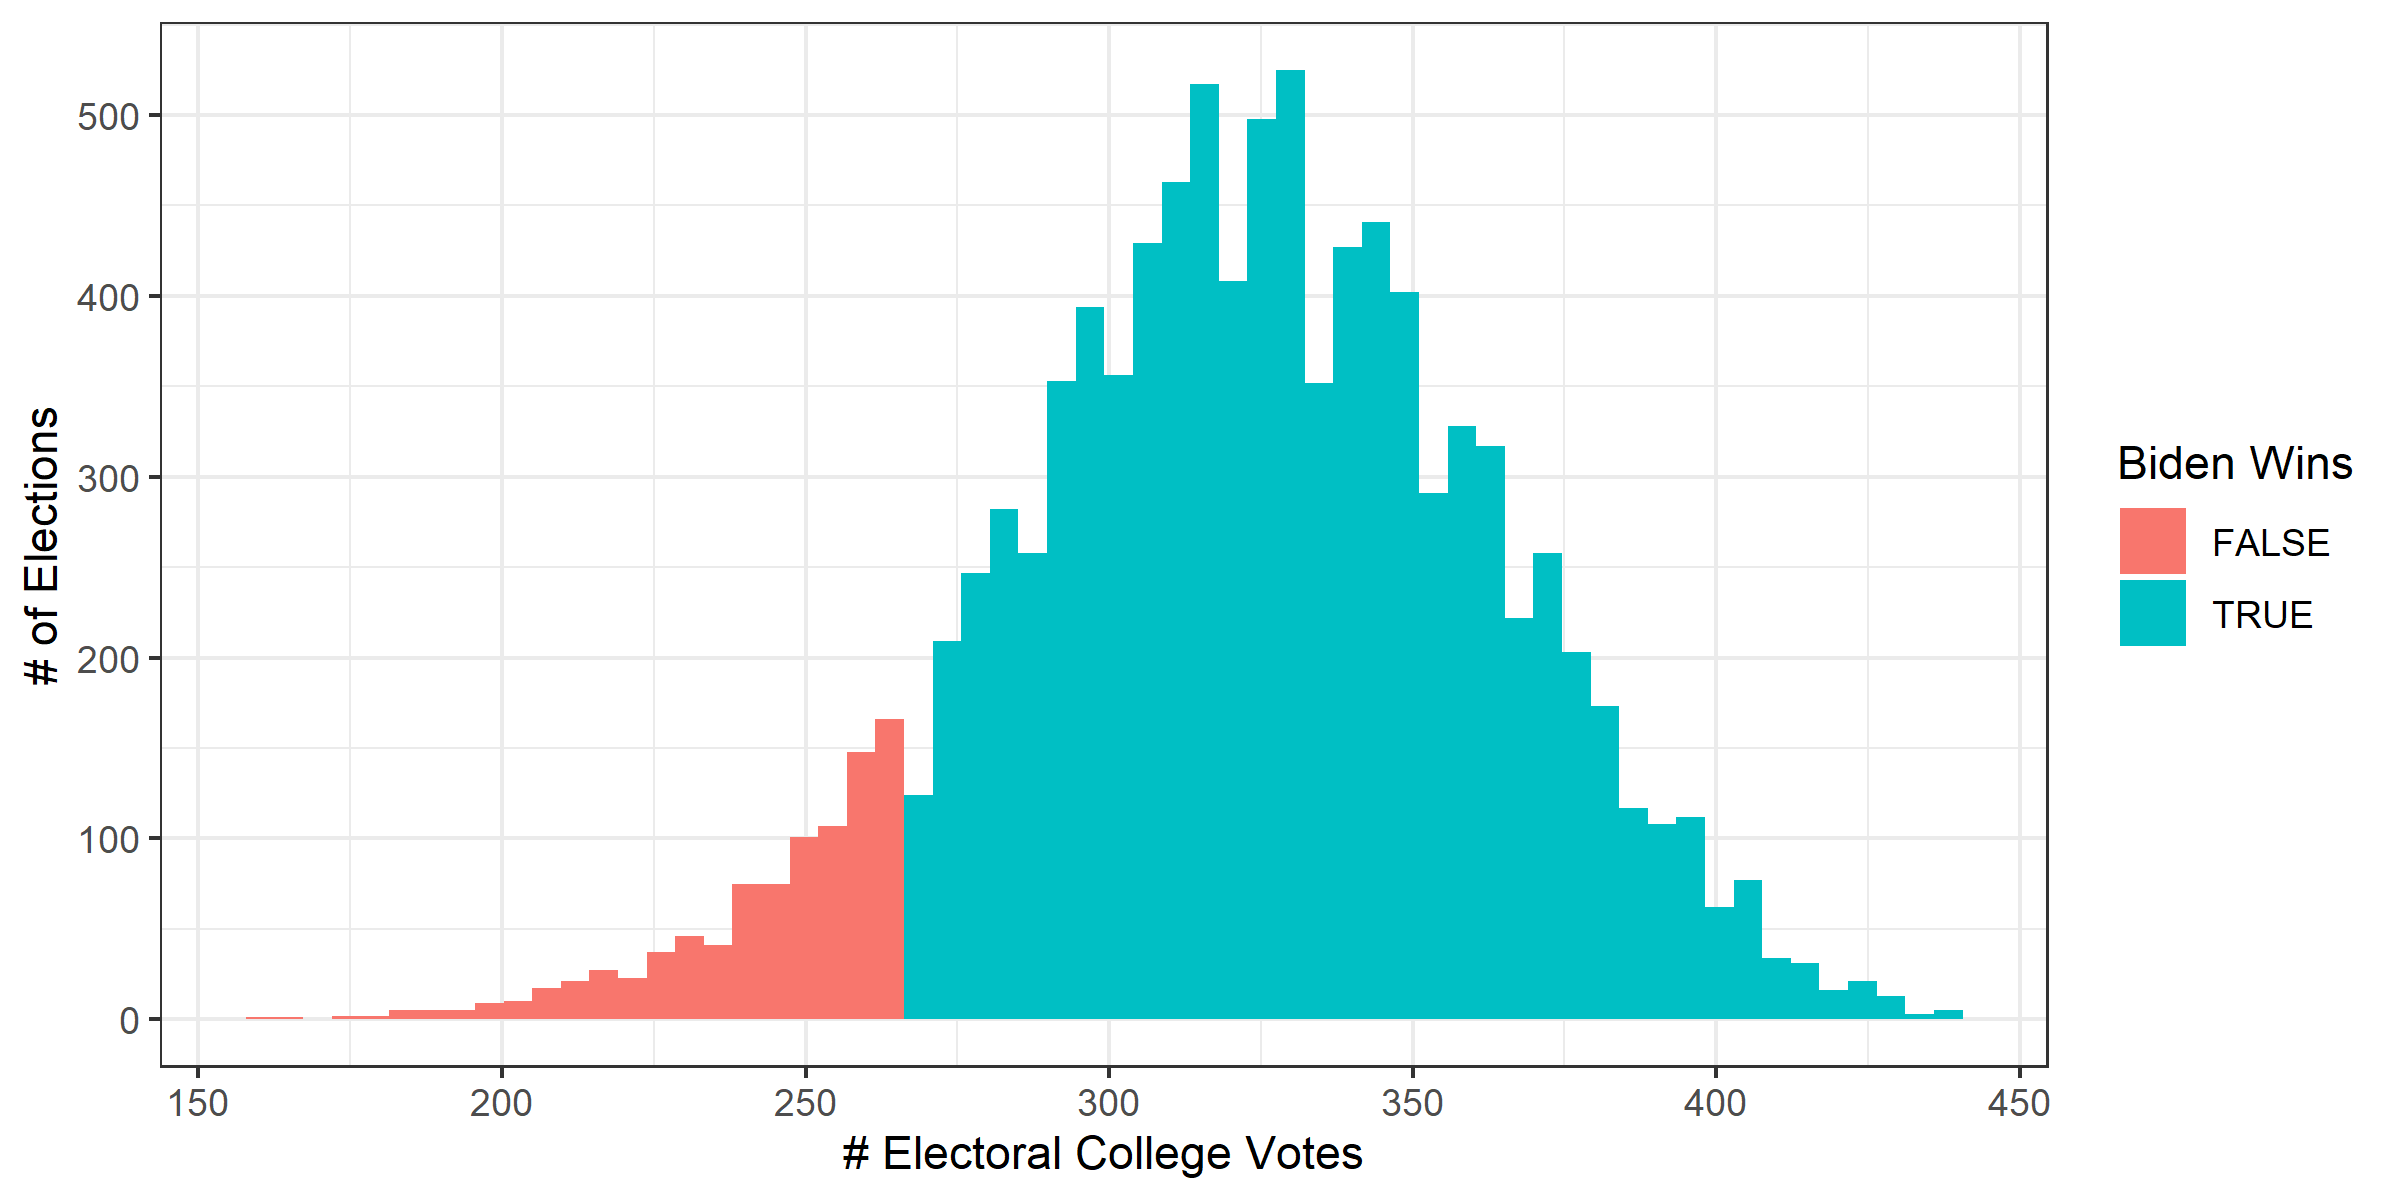 500
400
300
200
100
0
# of Elections
150 200 250 300 350 400 450
# Electoral College Votes
Biden Wins
FALSE
TRUE